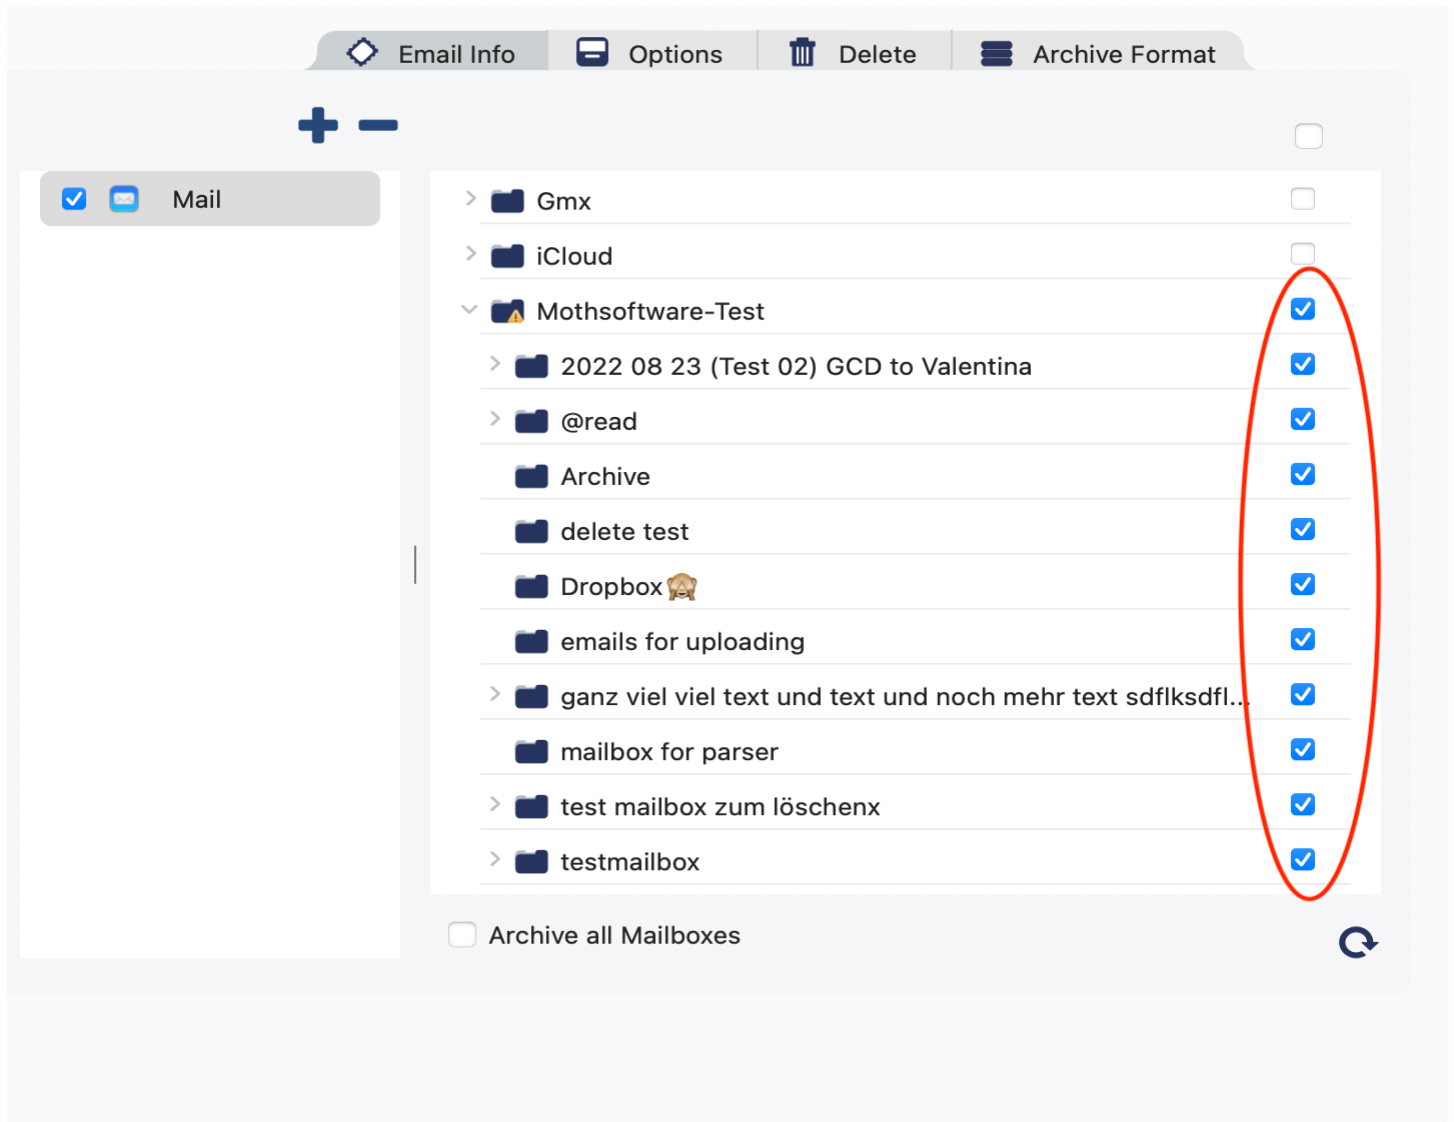 Email Info Options Delete Archive Format
Mail
Gmx
iCloud
Mothsoftware-Test
2022 08 23 (Test 02) GCD to Valentina
@read
Archive
delete test
Dropbox🙈
emails for uploading
ganz viel viel text und text und noch mehr text sdflksdfl...
mailbox for parser
test mailbox zum löschenx
testmailbox
Archive all Mailboxes